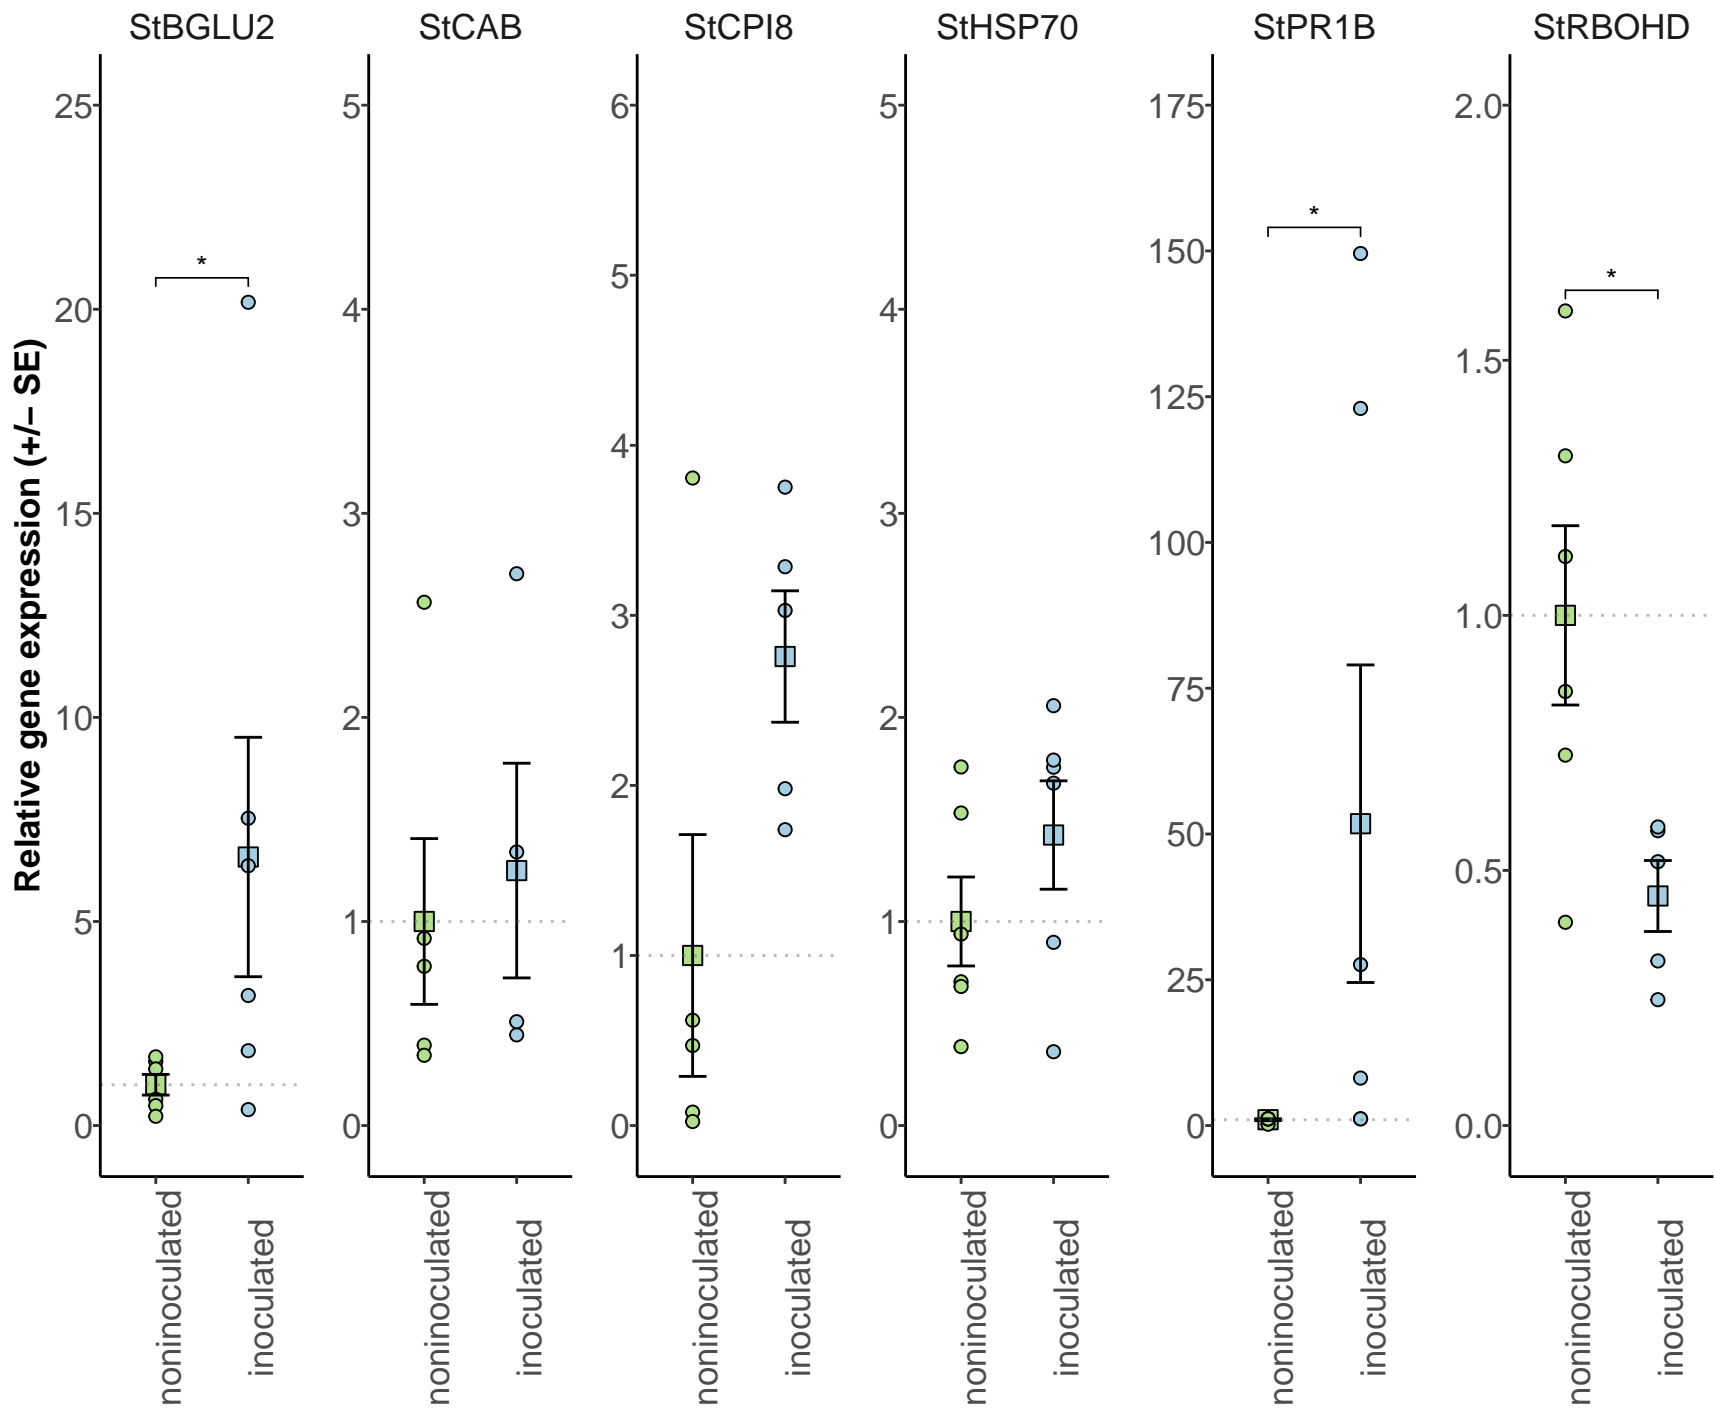 StBGLU2
StCAB
StCPI8
StHSP70
StPR1B
StRBOHD
Relative gene expression (+/− SE)
25
20
15
10
5
0
*
noninoculated
inoculated
5
4
3
2
1
0
noninoculated
inoculated
6
5
4
3
2
1
0
noninoculated
inoculated
5
4
3
2
1
0
noninoculated
inoculated
175
150
125
100
75
50
25
0
*
noninoculated
inoculated
2.0
1.5
1.0
0.5
0.0
*
noninoculated
inoculated